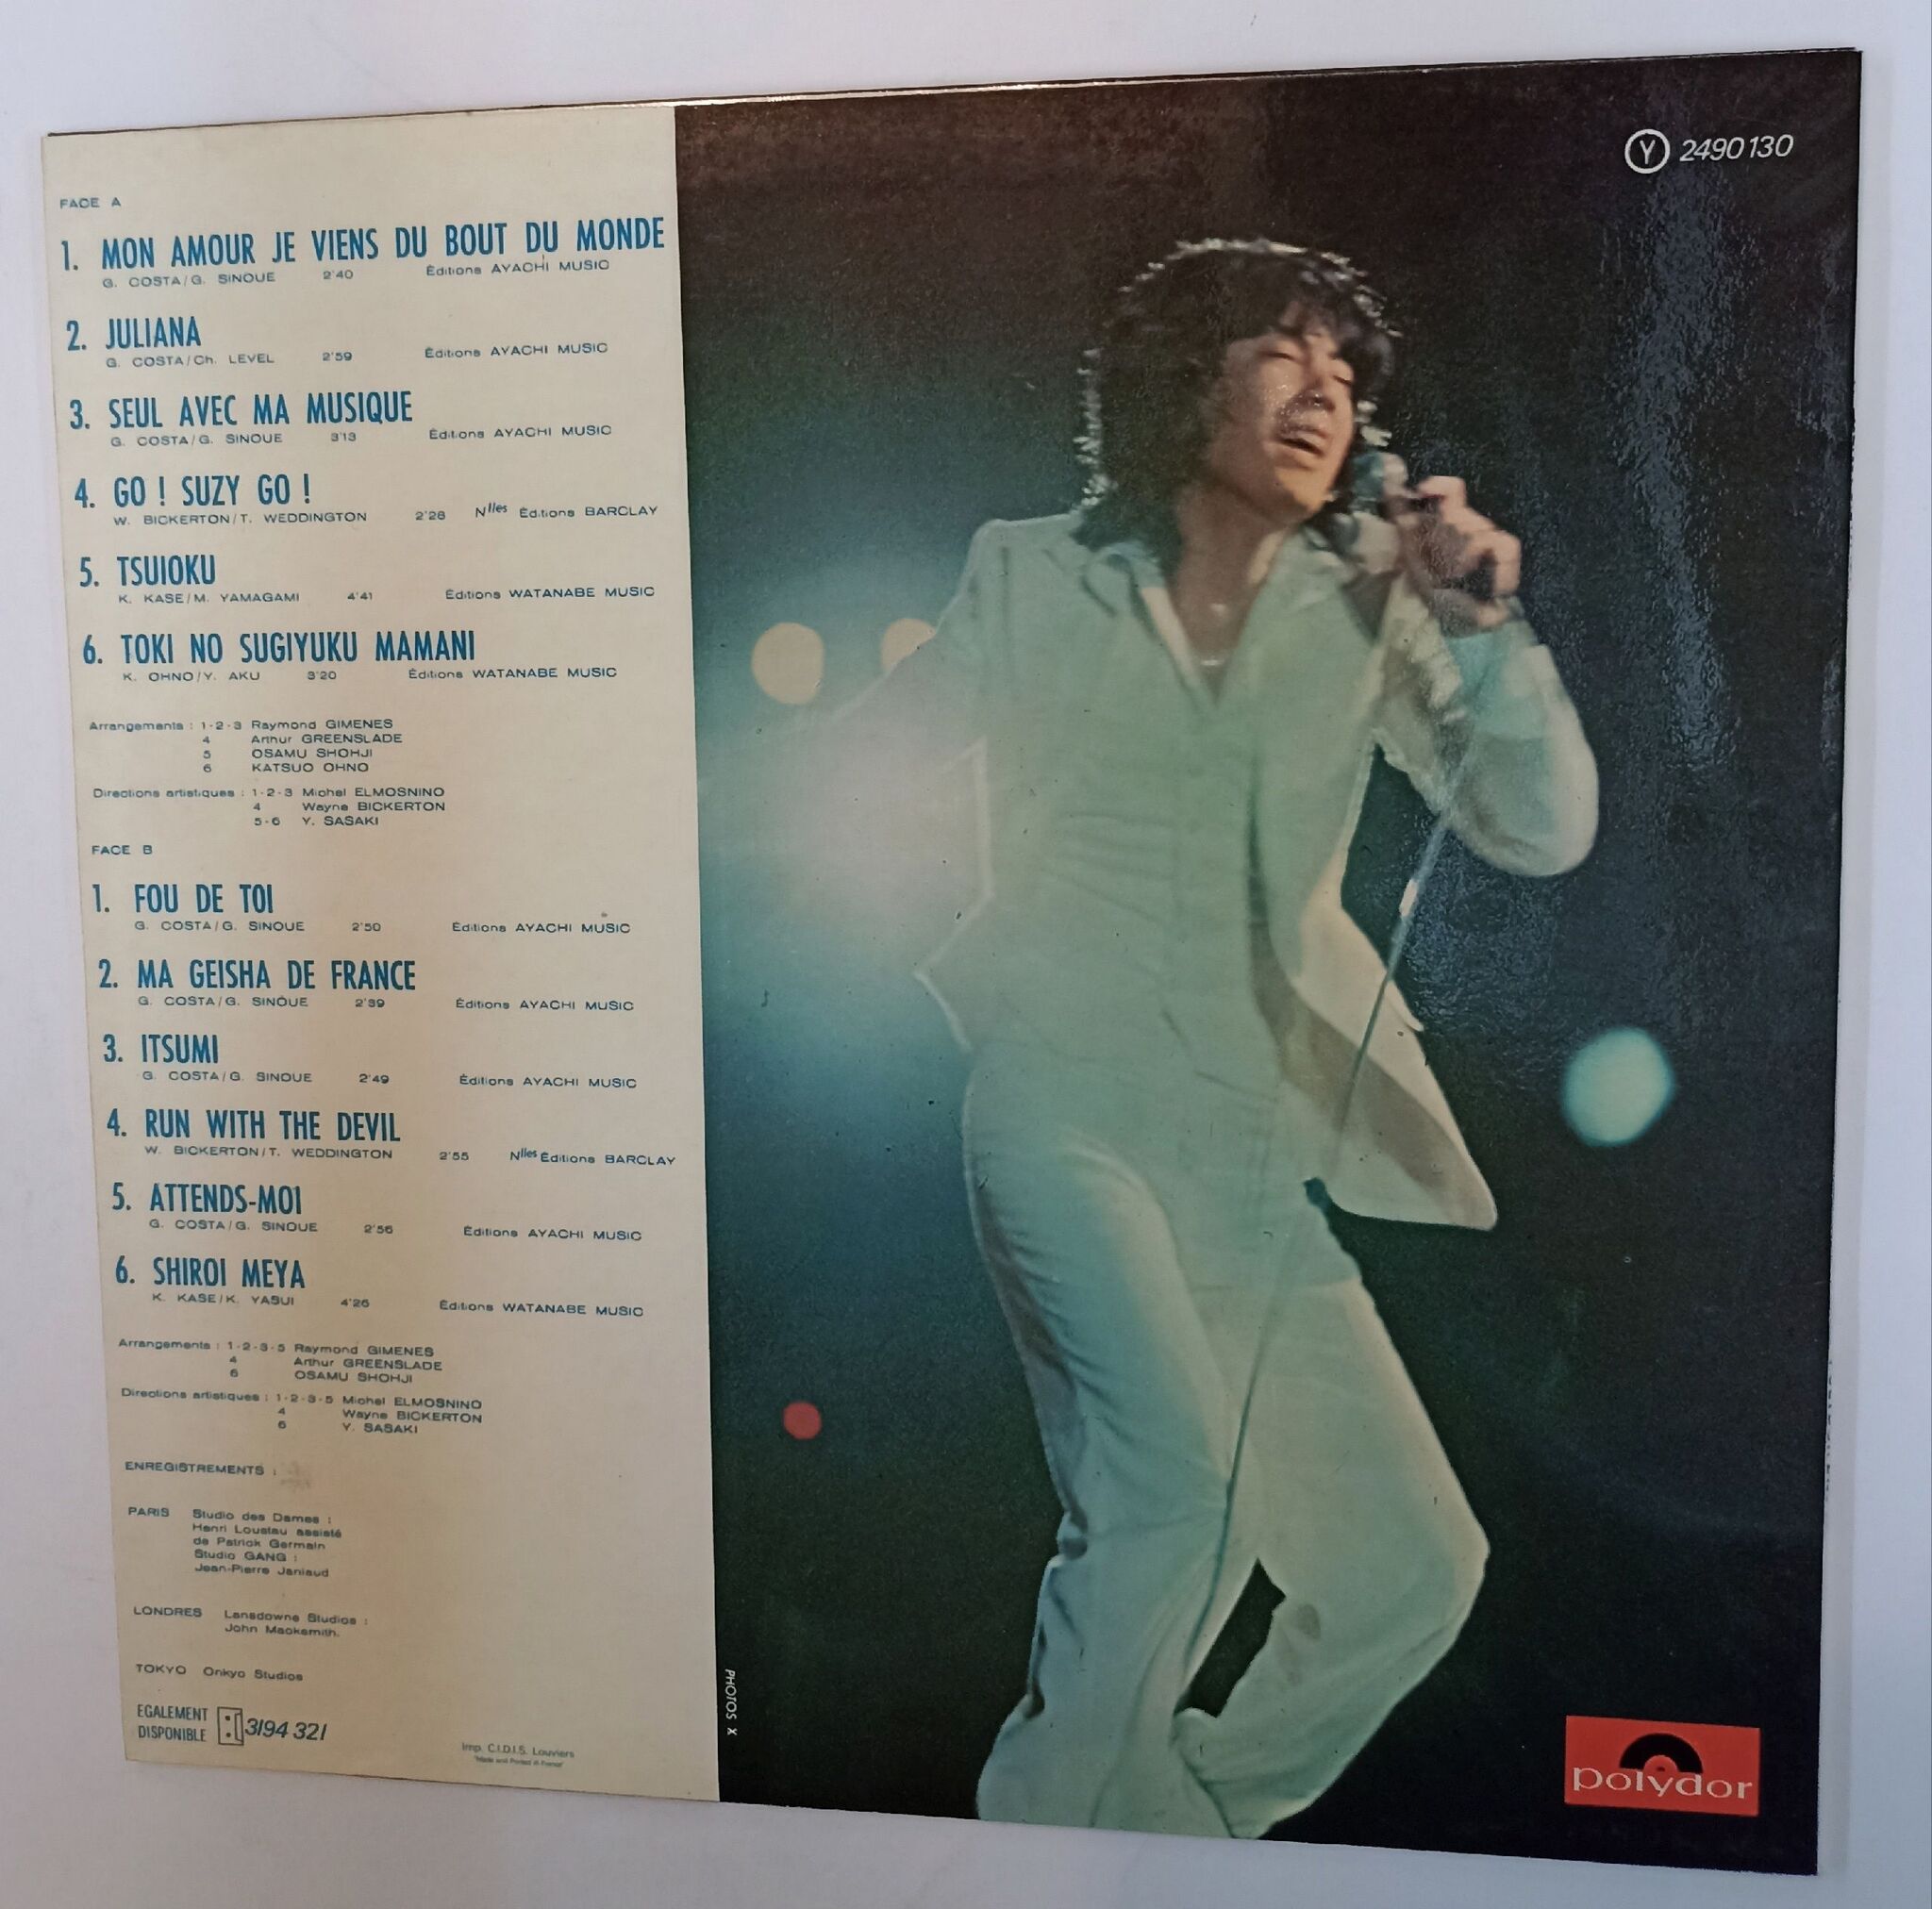 Y 2490 130
FACE A
1. MON AMOUR JE VIENS DU BOUT DU MONDE
G. COSTA/G. SINOUE 2'40 Éditions AYACHI MUSIC
2. JULIANA
G. COSTA/Ch. LEVEL 2'59 Éditions AYACHI MUSIC
3. SEUL AVEC MA MUSIQUE
G. COSTA/G. SINOUE 3'13 Éditions AYACHI MUSIC
4. GO ! SUZY GO !
W. BICKERTON/T. WEDDINGTON 2'28 Nlles Éditions BARCLAY
5. TSUIOKU
K. KASE/M. YAMAGAMI 4'41 Éditions WATANABE MUSIC
6. TOKI NO SUGIYUKU MAMANI
K. OHNO/Y. AKU 3'20 Éditions WATANABE MUSIC
Arrangements : 1-2-3 Raymond GIMENES
4 Arthur GREENSLADE
5 OSAMU SHOHJI
6 KATSUO OHNO
Directions artistiques : 1-2-3 Michel ELMOSNINO
4 Wayne BICKERTON
5-6 Y. SASAKI
FACE B
1. FOU DE TOI
G. COSTA/G. SINOUE 2'50 Éditions AYACHI MUSIC
2. MA GEISHA DE FRANCE
G. COSTA/G. SINOUE 2'39 Éditions AYACHI MUSIC
3. ITSUMI
G. COSTA/G. SINOUE 2'49 Éditions AYACHI MUSIC
4. RUN WITH THE DEVIL
W. BICKERTON/T. WEDDINGTON 2'55 Nlles Éditions BARCLAY
5. ATTENDS-MOI
G. COSTA/G. SINOUE 2'56 Éditions AYACHI MUSIC
6. SHIROI MEYA
K. KASE/K. YASUI 4'26 Éditions WATANABE MUSIC
Arrangements : 1-2-3-5 Raymond GIMENES
4 Arthur GREENSLADE
6 OSAMU SHOHJI
Directions artistiques : 1-2-3-5 Michel ELMOSNINO
4 Wayne BICKERTON
6 Y. SASAKI
ENREGISTREMENTS :
PARIS Studio des Dames :
Henri Loustau assisté
de Patrick Germain
Studio GANG :
Jean-Pierre Janiaud
LONDRES Lansdowne Studios :
John Mackswith.
TOKYO Onkyo Studios
EGALEMENT
DISPONIBLE 3194 321
Imp. C.I.D.I.S. Louviers
"Made and Printed in France"
PHOTOS X
polydor